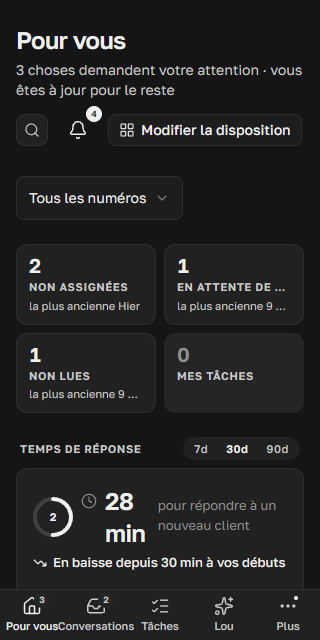 Pour vous
3 choses demandent votre attention · vous
êtes à jour pour le reste
4
Modifier la disposition
Tous les numéros
2
NON ASSIGNÉES
la plus ancienne Hier
1
EN ATTENTE DE ...
la plus ancienne 9 ...
1
NON LUES
la plus ancienne 9 ...
0
MES TÂCHES
TEMPS DE RÉPONSE
7d 30d 90d
2
28
min
pour répondre à un
nouveau client
En baisse depuis 30 min à vos débuts
3
Pour vous
2
Conversations
Tâches
Lou
Plus